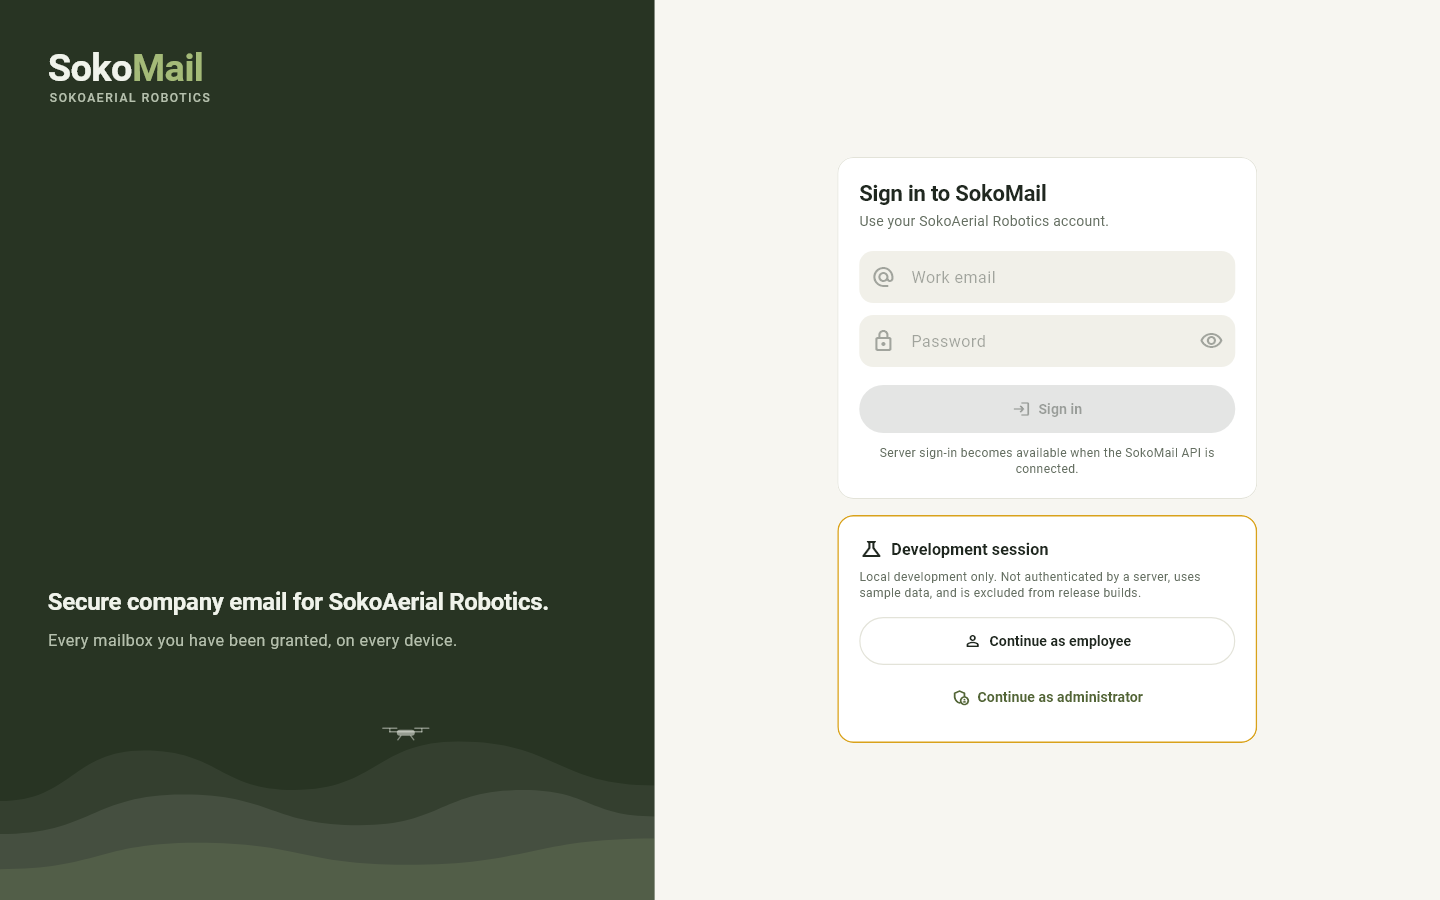 SokoMail
SOKOAERIAL ROBOTICS
Secure company email for SokoAerial Robotics.
Every mailbox you have been granted, on every device.
Sign in to SokoMail
Use your SokoAerial Robotics account.
Work email
Password
Sign in
Server sign-in becomes available when the SokoMail API is
connected.
Development session
Local development only. Not authenticated by a server, uses
sample data, and is excluded from release builds.
Continue as employee
Continue as administrator